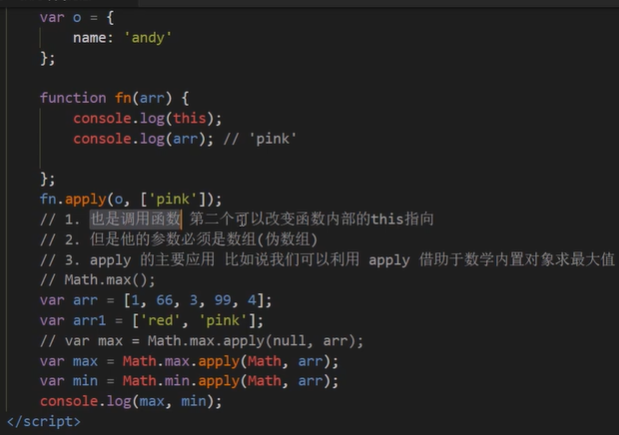 var o = {
name: 'andy'
};
function fn(arr) {
console.log(this);
console.log(arr); // 'pink'
};
fn.apply(o, ['pink']);
// 1. 也是调用函数 第二个可以改变函数内部的this指向
// 2. 但是他的参数必须是数组(伪数组)
// 3. apply 的主要应用 比如说我们可以利用 apply 借助于数学内置对象求最大值
// Math.max();
var arr = [1, 66, 3, 99, 4];
var arr1 = ['red', 'pink'];
// var max = Math.max.apply(null, arr);
var max = Math.max.apply(Math, arr);
var min = Math.min.apply(Math, arr);
console.log(max, min);
</script>